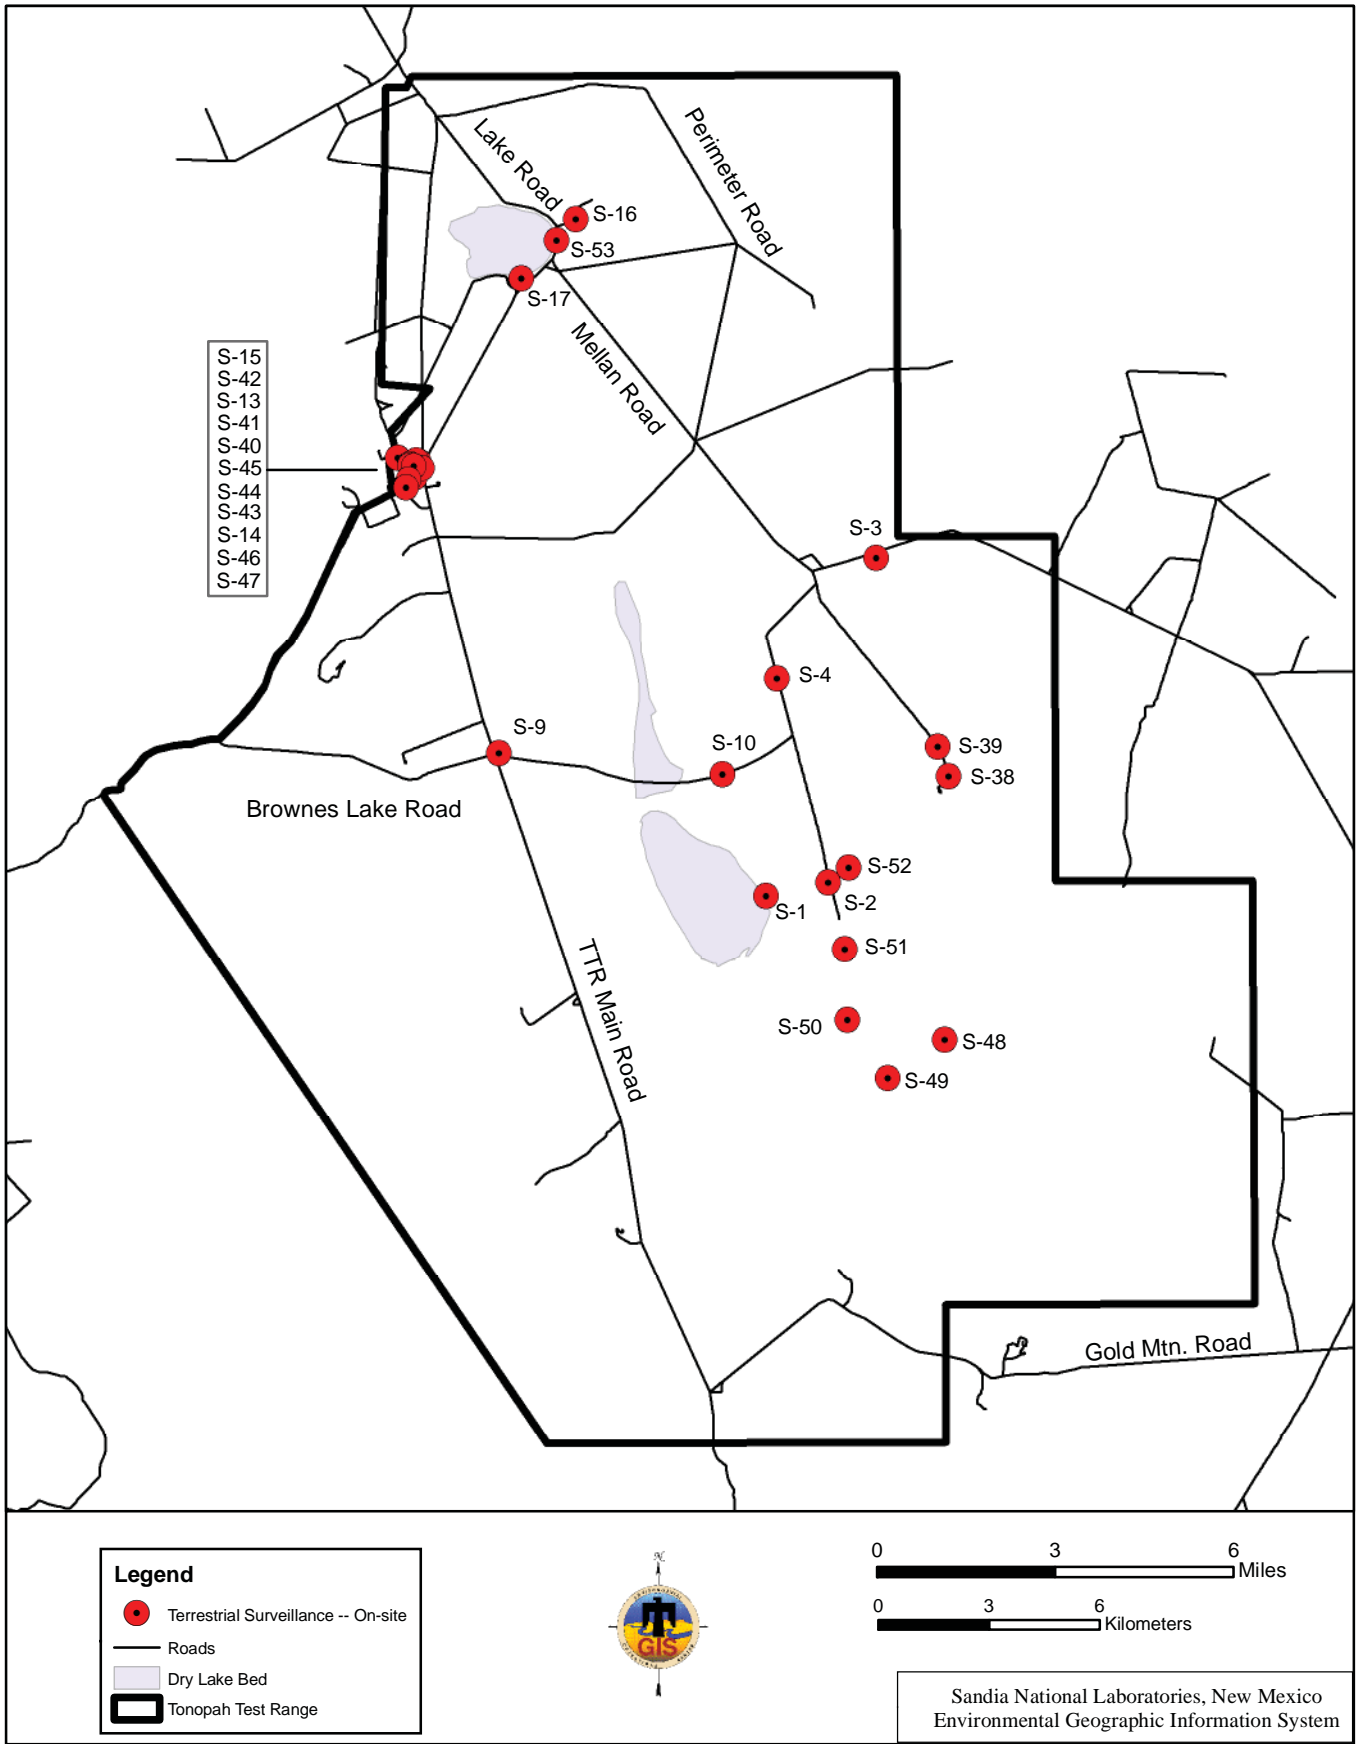 Lake Road
Perimeter Road
S-16
S-53
S-17
Mellan Road
S-15
S-42
S-13
S-41
S-40
S-45
S-44
S-43
S-14
S-46
S-47
S-3
S-4
S-9
S-10
S-39
S-38
Brownes Lake Road
S-52
S-2
S-1
S-51
TTR Main Road
S-50
S-48
S-49
Gold Mtn. Road
Legend
Terrestrial Surveillance -- On-site
Roads
Dry Lake Bed
Tonopah Test Range
N
GIS
0 3 6
Miles
0 3 6
Kilometers
Sandia National Laboratories, New Mexico
Environmental Geographic Information System